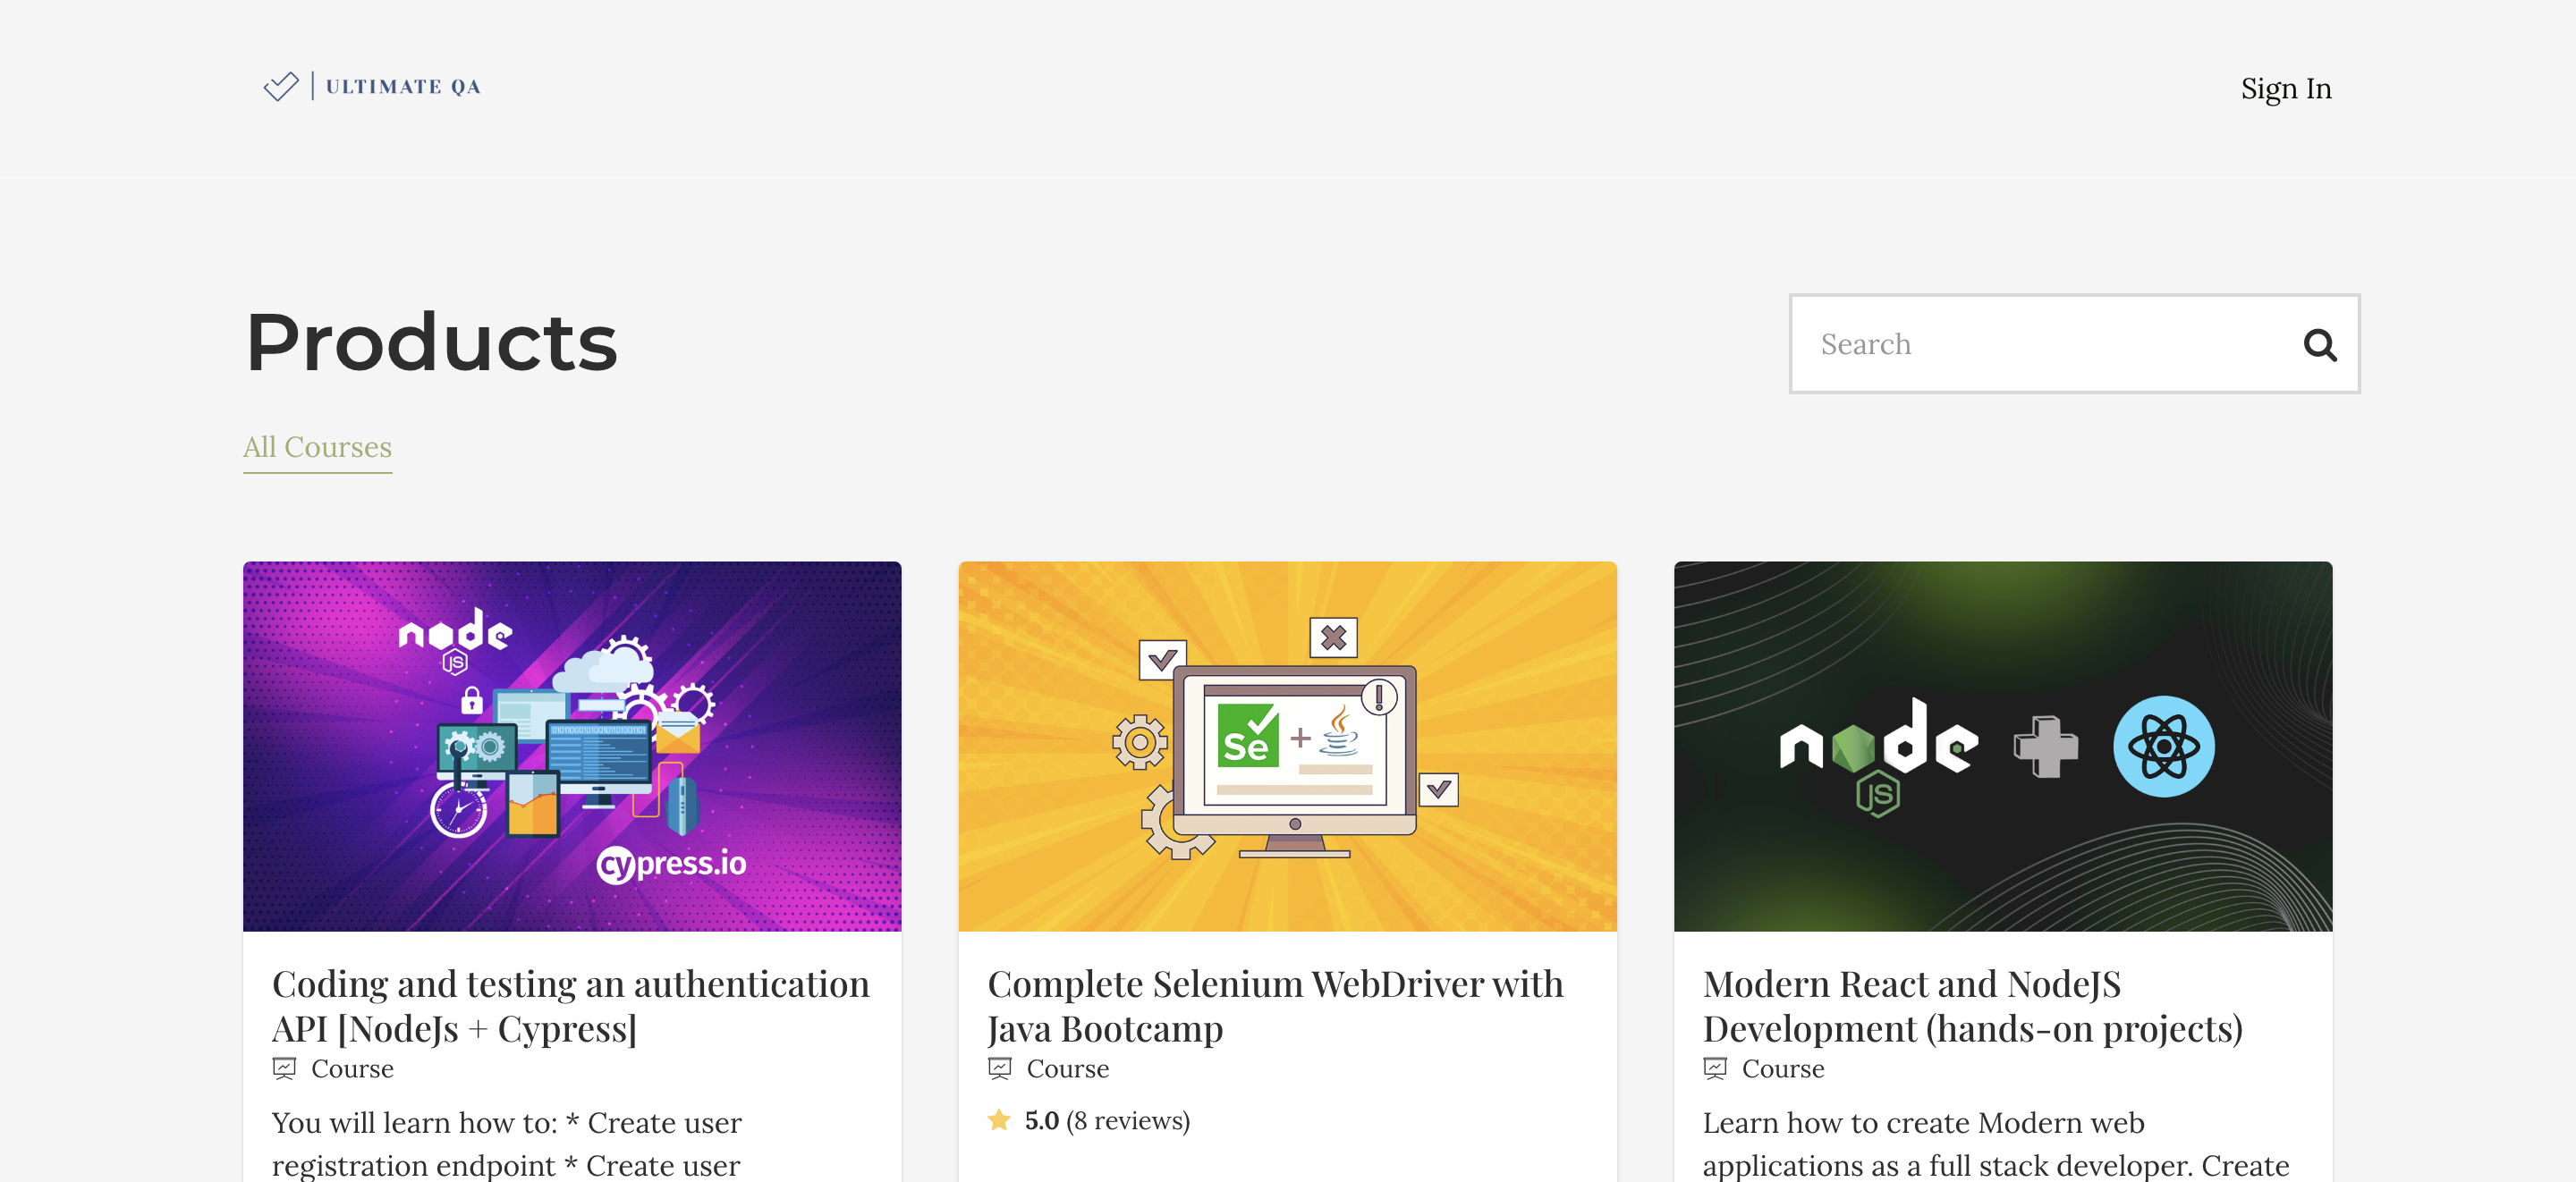 ULTIMATE QA
Sign In
Products
Search
All Courses
node
JS
010110001010010110100110
cypress.io
Se +
node
JS
Coding and testing an authentication
API [NodeJs + Cypress]
Course
You will learn how to: * Create user
registration endpoint * Create user
Complete Selenium WebDriver with
Java Bootcamp
Course
5.0 (8 reviews)
Modern React and NodeJS
Development (hands-on projects)
Course
Learn how to create Modern web
applications as a full stack developer. Create